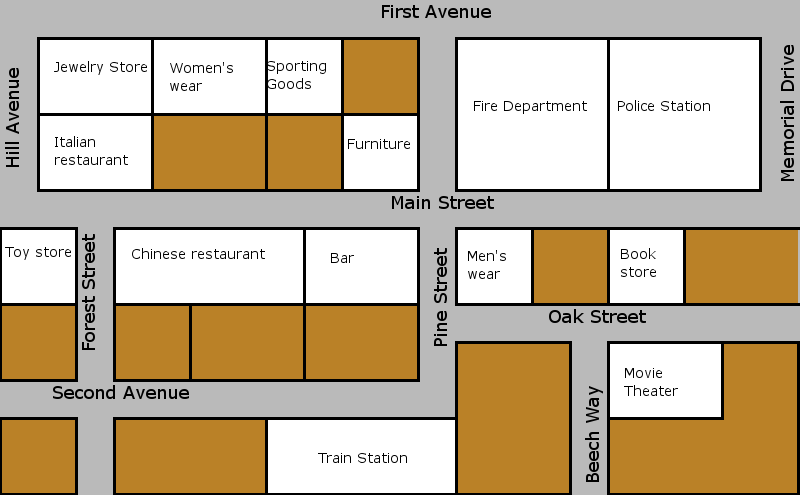 First Avenue
Hill Avenue
Jewelry Store
Women's
wear
Sporting
Goods
Fire Department
Police Station
Memorial Drive
Italian
restaurant
Furniture
Main Street
Toy store
Forest Street
Chinese restaurant
Bar
Pine Street
Men's
wear
Book
store
Oak Street
Second Avenue
Beech Way
Movie
Theater
Train Station